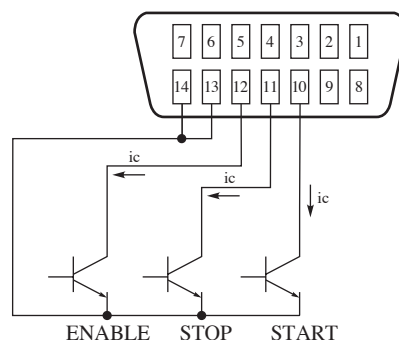 7 6 5 4 3 2 1
14 13 12 11 10 9 8
ic
ic
ic
ENABLE STOP START